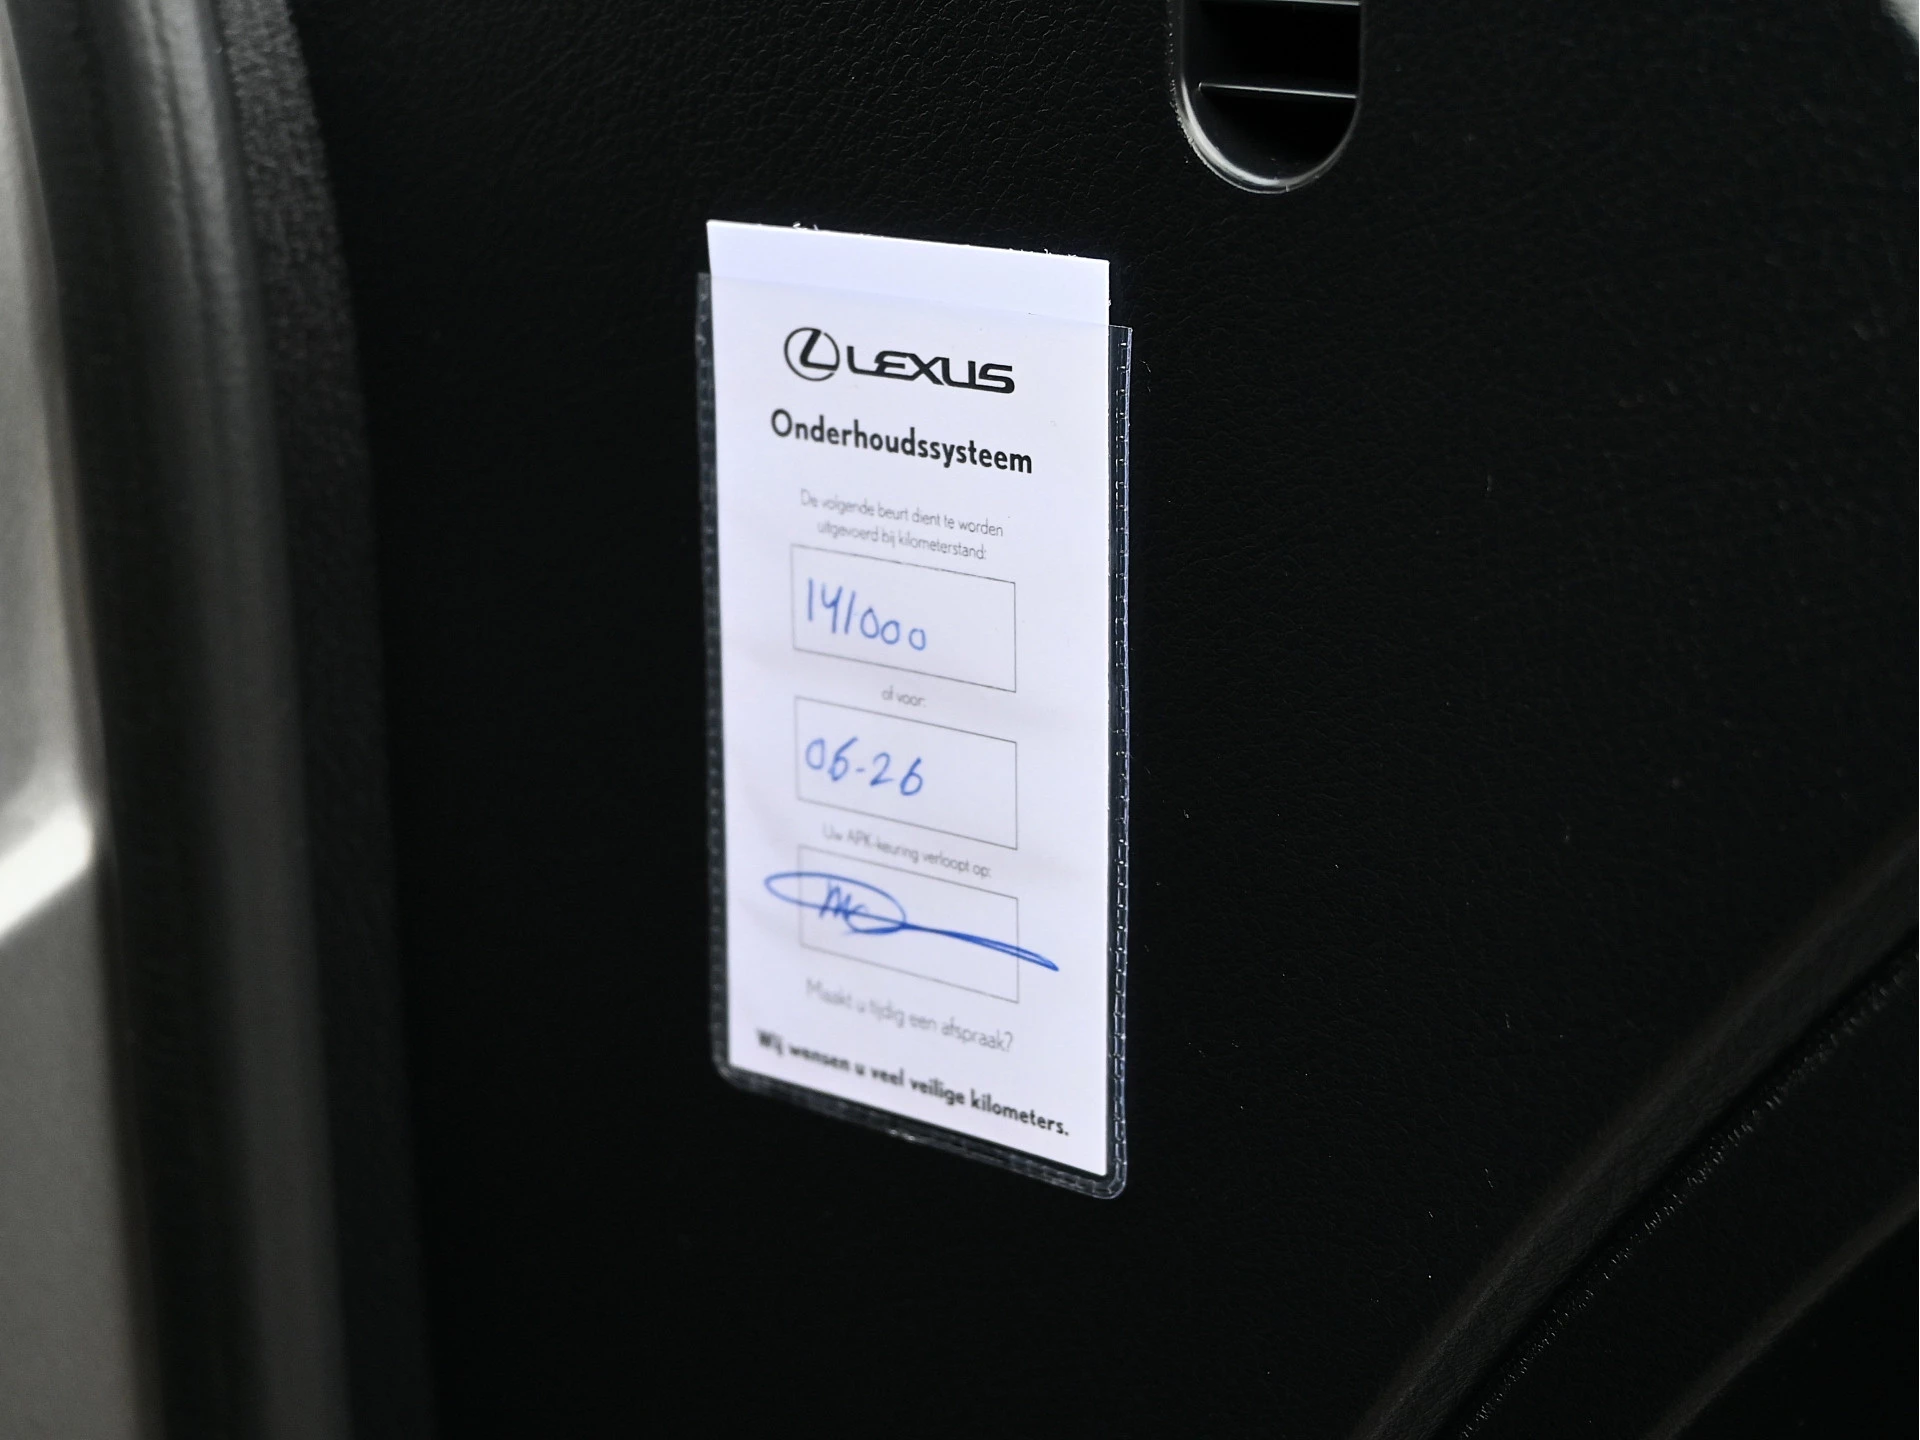 LEXUS
Onderhoudssysteem
De volgende beurt dient te worden
uitgevoerd bij kilometerstand:
141000
of voor:
06-26
Uw APK-keuring verloopt op:
Maakt u tijdig een afspraak?
Wij wensen u veel veilige kilometers.